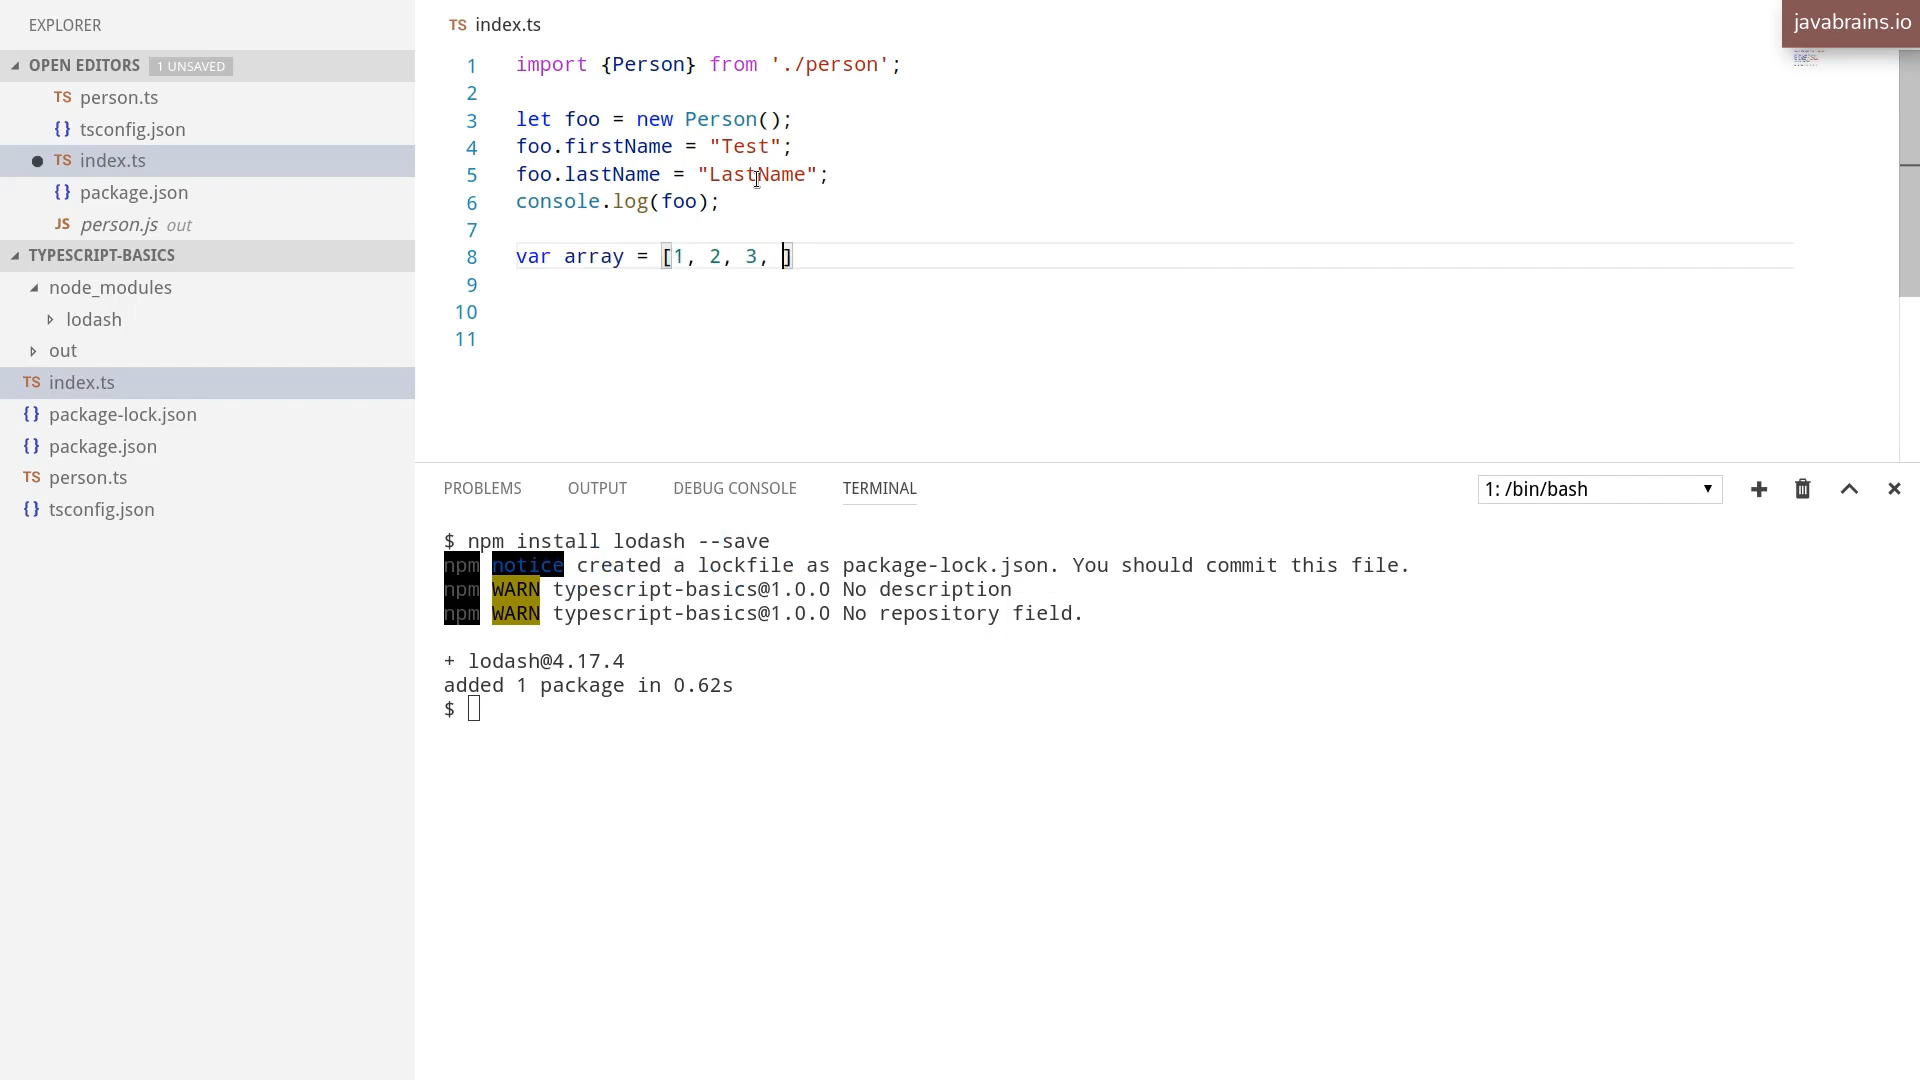 EXPLORER
OPEN EDITORS 1 UNSAVED
TS person.ts
{} tsconfig.json
TS index.ts
{} package.json
JS person.js out
TYPESCRIPT-BASICS
node_modules
lodash
out
TS index.ts
{} package-lock.json
{} package.json
TS person.ts
{} tsconfig.json
TS index.ts
javabrains.io
1 import {Person} from './person';
2
3 let foo = new Person();
4 foo.firstName = "Test";
5 foo.lastName = "LastName";
6 console.log(foo);
7
8 var array = [1, 2, 3, ]
9
10
11
PROBLEMS OUTPUT DEBUG CONSOLE TERMINAL 1: /bin/bash
$ npm install lodash --save
npm notice created a lockfile as package-lock.json. You should commit this file.
npm WARN typescript-basics@1.0.0 No description
npm WARN typescript-basics@1.0.0 No repository field.
+ lodash@4.17.4
added 1 package in 0.62s
$